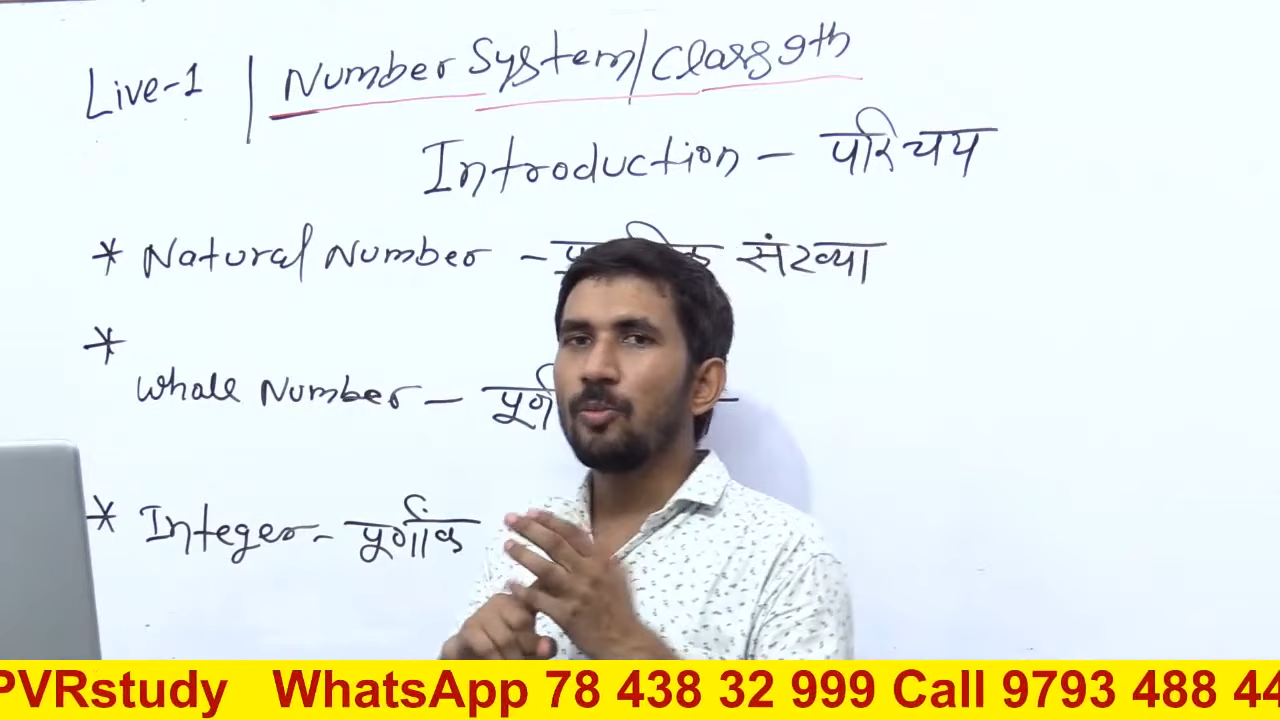 Live-1 | Number System/Class 9th
Introduction - परिचय
* Natural Number - संख्या
*
Whole Number -
* Integer - पूर्णांक
PVRstudy WhatsApp 78 438 32 999 Call 9793 488 44